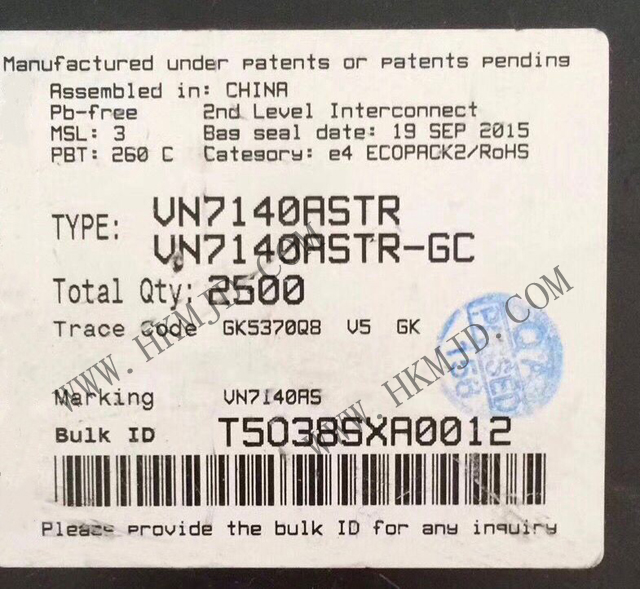 Manufactured under patents or patents pending
Assembled in: CHINA
Pb-free 2nd Level Interconnect
MSL: 3 Bag seal date: 19 SEP 2015
PBT: 260 C Category: e4 ECOPACK2/RoHS
TYPE: VN7140ASTR
VN7140ASTR-GC
Total Qty: 2500
Trace Code GK5370Q8 V5 GK
WWW.HKMJD.COM
WWW.HKMJD.COM
Marking VN7140AS
Bulk ID T5038SXA0012
Please provide the bulk ID for any inquiry